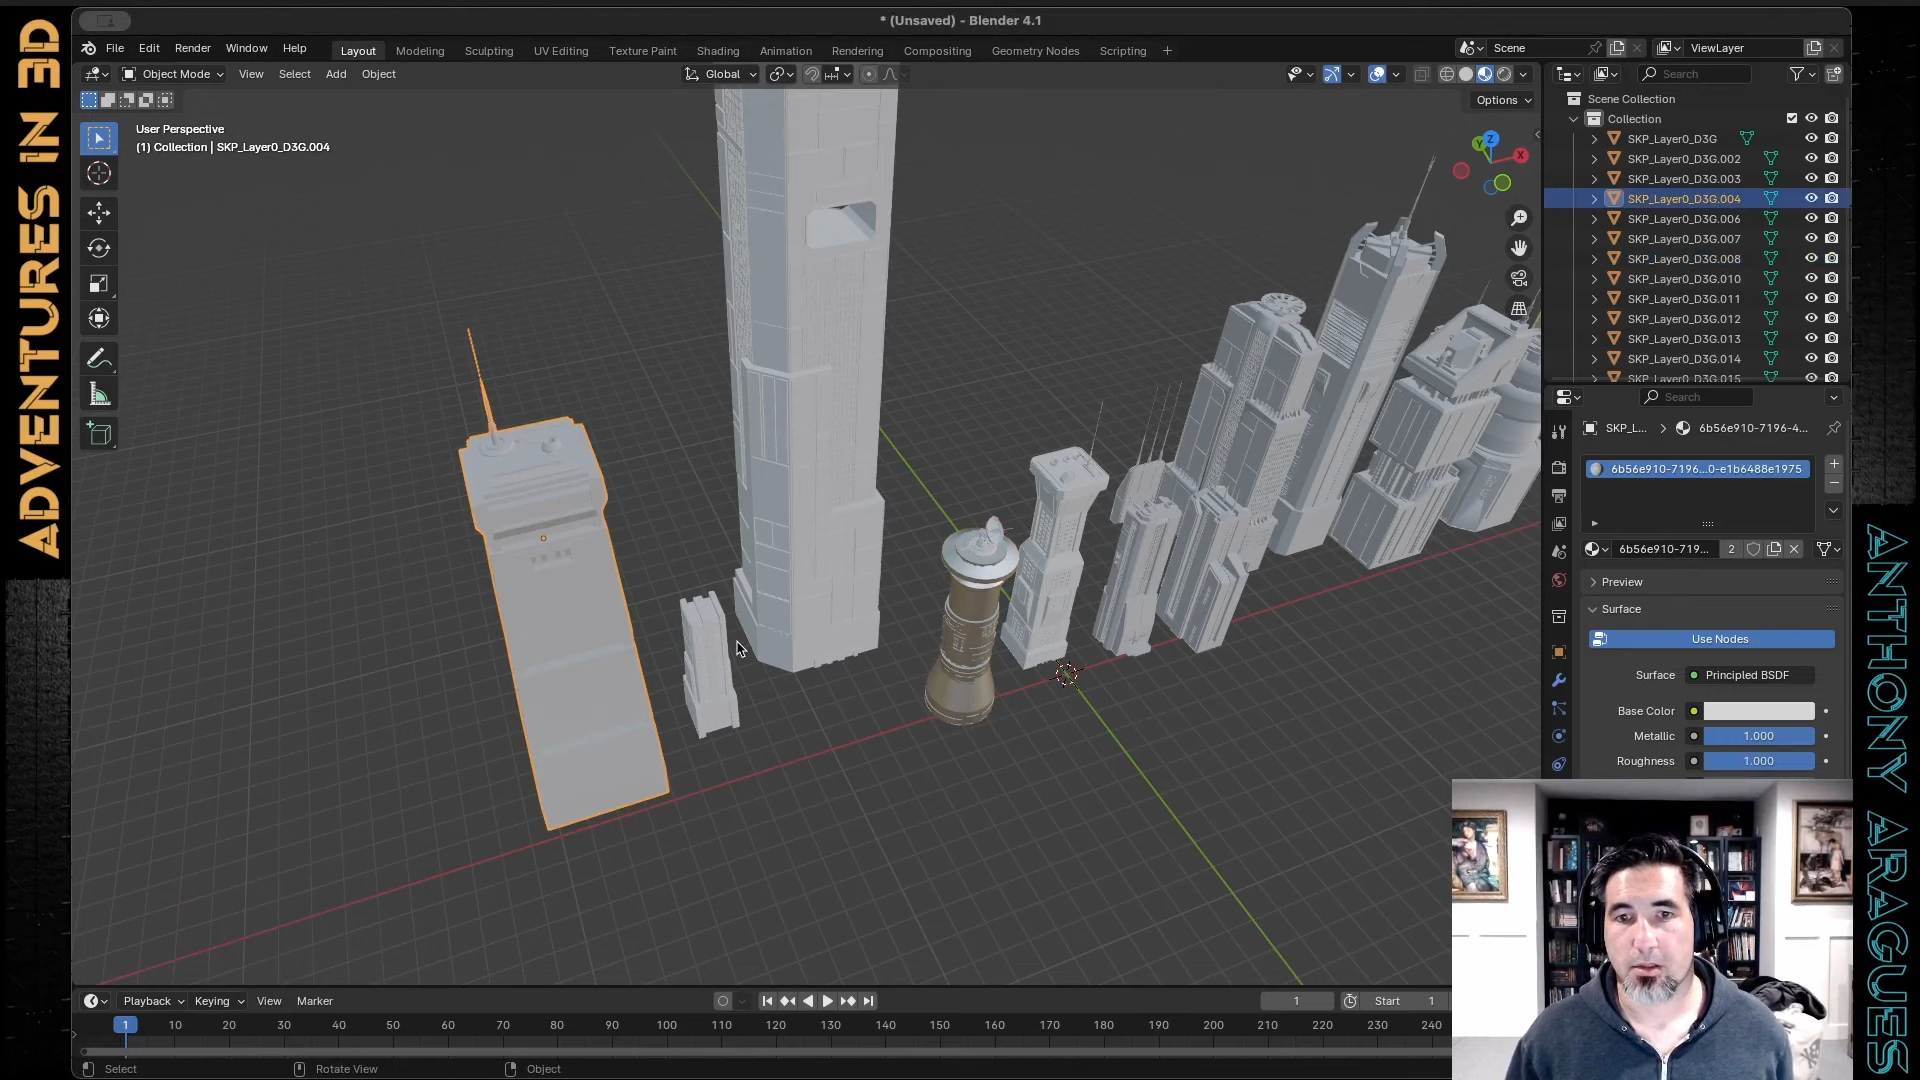 * (Unsaved) - Blender 4.1
File Edit Render Window Help
Layout Modeling Sculpting UV Editing Texture Paint Shading Animation Rendering Compositing Geometry Nodes Scripting +
Scene
ViewLayer
Object Mode View Select Add Object
Global
Search
Options
User Perspective
(1) Collection | SKP_Layer0_D3G.004
Z
Y
X
Scene Collection
Collection
SKP_Layer0_D3G
SKP_Layer0_D3G.002
SKP_Layer0_D3G.003
SKP_Layer0_D3G.004
SKP_Layer0_D3G.006
SKP_Layer0_D3G.007
SKP_Layer0_D3G.008
SKP_Layer0_D3G.010
SKP_Layer0_D3G.011
SKP_Layer0_D3G.012
SKP_Layer0_D3G.013
SKP_Layer0_D3G.014
SKP_Layer0_D3G.015
Search
SKP_L... > 6b56e910-7196-4...
6b56e910-7196...0-e1b6488e1975
6b56e910-719... 2
Preview
Surface
Use Nodes
Surface Principled BSDF
Base Color
Metallic 1.000
Roughness 1.000
Playback Keying View Marker
1
Start 1
1 10 20 30 40 50 60 70 80 90 100 110 120 130 140 150 160 170 180 190 200 210 220 230 240
Select Rotate View Object
ADVENTURES IN 3D
ANTHONY ARAGUES